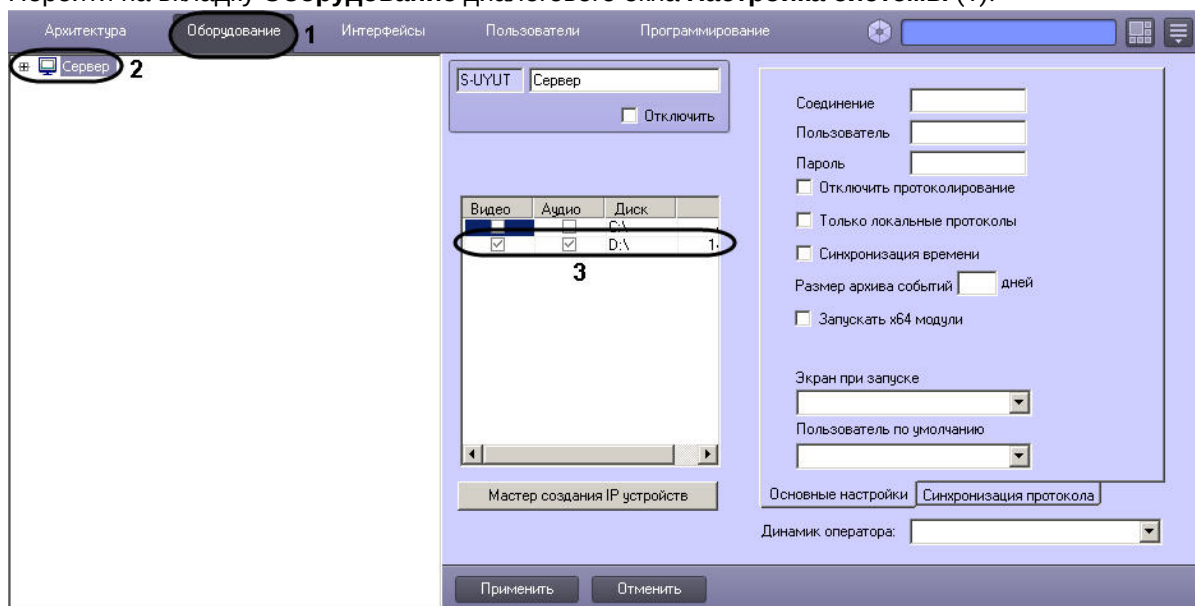 Перейти на вкладку Оборудование диалогового окна Настройка системы (1).
Архитектура Оборудование 1 Интерфейсы Пользователи Программирование
Сервер 2
S-UYUT Сервер
Отключить
Соединение
Пользователь
Пароль
Отключить протоколирование
Только локальные протоколы
Синхронизация времени
Размер архива событий дней
Запускать x64 модули
Экран при запуске
Пользователь по умолчанию
Основные настройки Синхронизация протокола
Видео Аудио Диск
C:\
D:\ 14
3
Мастер создания IP устройств
Динамик оператора:
Применить Отменить